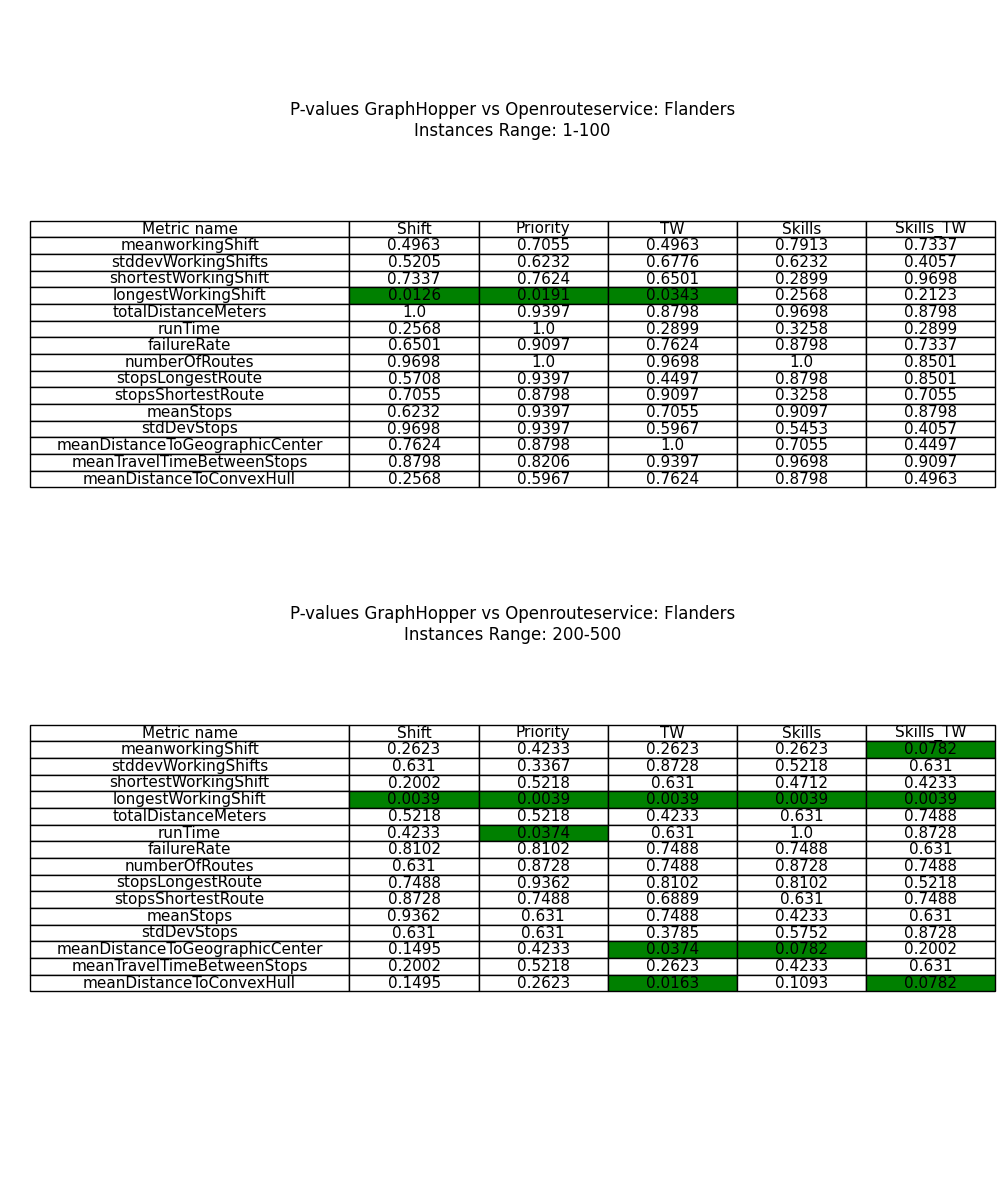 P-values GraphHopper vs Openrouteservice: Flanders
Instances Range: 1-100
Metric name Shift Priority TW Skills Skills_TW
meanworkingShift 0.4963 0.7055 0.4963 0.7913 0.7337
stddevWorkingShifts 0.5205 0.6232 0.6776 0.6232 0.4057
shortestWorkingShift 0.7337 0.7624 0.6501 0.2899 0.9698
longestWorkingShift 0.0126 0.0191 0.0343 0.2568 0.2123
totalDistanceMeters 1.0 0.9397 0.8798 0.9698 0.8798
runTime 0.2568 1.0 0.2899 0.3258 0.2899
failureRate 0.6501 0.9097 0.7624 0.8798 0.7337
numberOfRoutes 0.9698 1.0 0.9698 1.0 0.8501
stopsLongestRoute 0.5708 0.9397 0.4497 0.8798 0.8501
stopsShortestRoute 0.7055 0.8798 0.9097 0.3258 0.7055
meanStops 0.6232 0.9397 0.7055 0.9097 0.8798
stdDevStops 0.9698 0.9397 0.5967 0.5453 0.4057
meanDistanceToGeographicCenter 0.7624 0.8798 1.0 0.7055 0.4497
meanTravelTimeBetweenStops 0.8798 0.8206 0.9397 0.9698 0.9097
meanDistanceToConvexHull 0.2568 0.5967 0.7624 0.8798 0.4963
P-values GraphHopper vs Openrouteservice: Flanders
Instances Range: 200-500
Metric name Shift Priority TW Skills Skills_TW
meanworkingShift 0.2623 0.4233 0.2623 0.2623 0.0782
stddevWorkingShifts 0.631 0.3367 0.8728 0.5218 0.631
shortestWorkingShift 0.2002 0.5218 0.631 0.4712 0.4233
longestWorkingShift 0.0039 0.0039 0.0039 0.0039 0.0039
totalDistanceMeters 0.5218 0.5218 0.4233 0.631 0.7488
runTime 0.4233 0.0374 0.631 1.0 0.8728
failureRate 0.8102 0.8102 0.7488 0.7488 0.631
numberOfRoutes 0.631 0.8728 0.7488 0.8728 0.7488
stopsLongestRoute 0.7488 0.9362 0.8102 0.8102 0.5218
stopsShortestRoute 0.8728 0.7488 0.6889 0.631 0.7488
meanStops 0.9362 0.631 0.7488 0.4233 0.631
stdDevStops 0.631 0.631 0.3785 0.5752 0.8728
meanDistanceToGeographicCenter 0.1495 0.4233 0.0374 0.0782 0.2002
meanTravelTimeBetweenStops 0.2002 0.5218 0.2623 0.4233 0.631
meanDistanceToConvexHull 0.1495 0.2623 0.0163 0.1093 0.0782